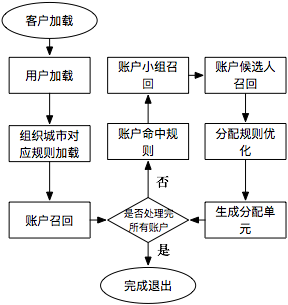 客户加载
用户加载
组织城市对
应规则加载
账户召回
账户小组召
回
账户命中规
则
否
是否处理完
所有账户
是
完成退出
账户候选人
召回
分配规则优
化
生成分配单
元